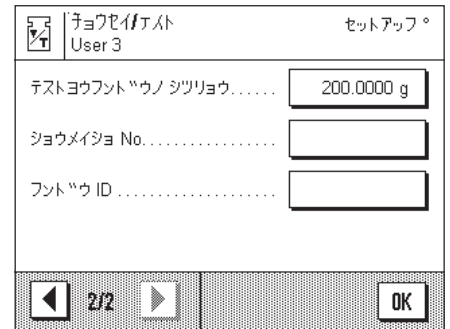 チョウセイ/テスト セットアップ゜
User 3
テストヨウフント゛ウノ シツリョウ...... 200.0000 g
ショウメイショ No..................
フント゛ウ ID .....................
2/2 OK